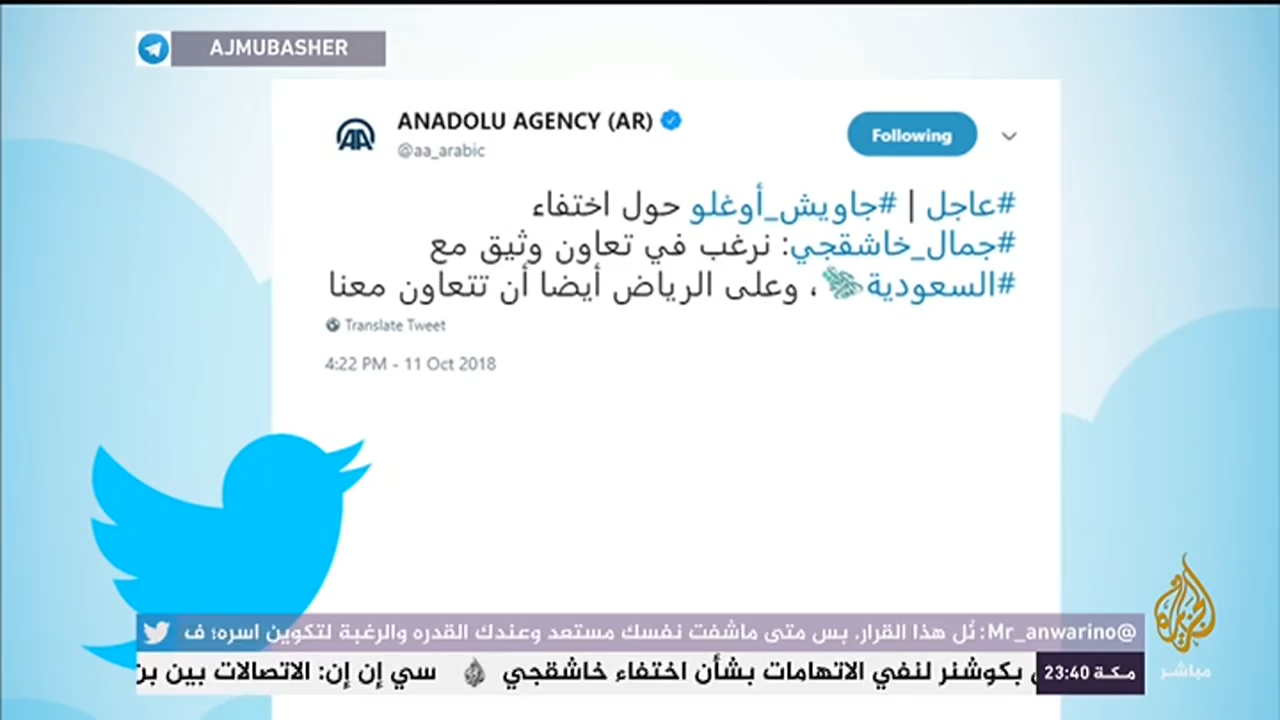 AJMUBASHER
ANADOLU AGENCY (AR)
Following
@aa_arabic
#عاجل | #جاويش_أوغلو حول اختفاء
#جمال_خاشقجي: نرغب في تعاون وثيق مع
#السعودية، وعلى الرياض أيضا أن تتعاون معنا
Translate Tweet
4:22 PM - 11 Oct 2018
@Mr_anwarino: تُل هذا القرار. بس متى ماشفت نفسك مستعد وعندك القدره والرغبة لتكوين اسره؛ ف
مكة 23:40
بكوشنر لنفي الاتهامات بشأن اختفاء خاشقجي
سي إن إن: الاتصالات بين
مباشر